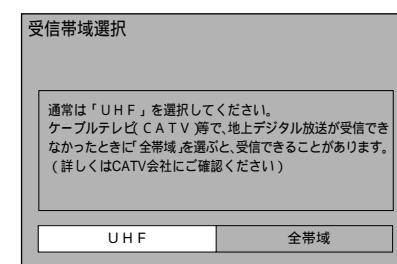 受信帯域選択
通常は「UHF」を選択してください。
ケーブルテレビ(CATV)等で、地上デジタル放送が受信でき
なかったときに「全帯域」を選ぶと、受信できることがあります。
(詳しくはCATV会社にご確認ください)
UHF
全帯域